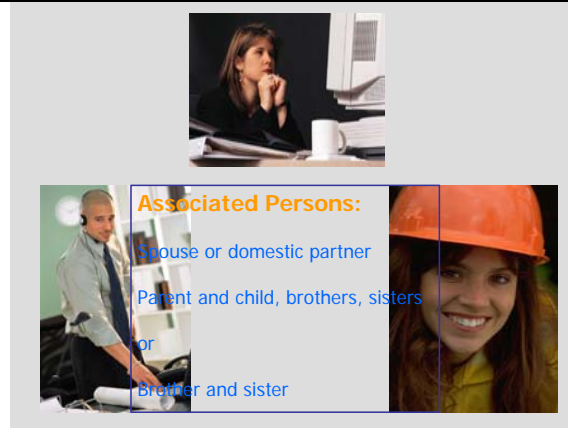 Associated Persons:
Spouse or domestic partner
Parent and child, brothers, sisters
or
Brother and sister